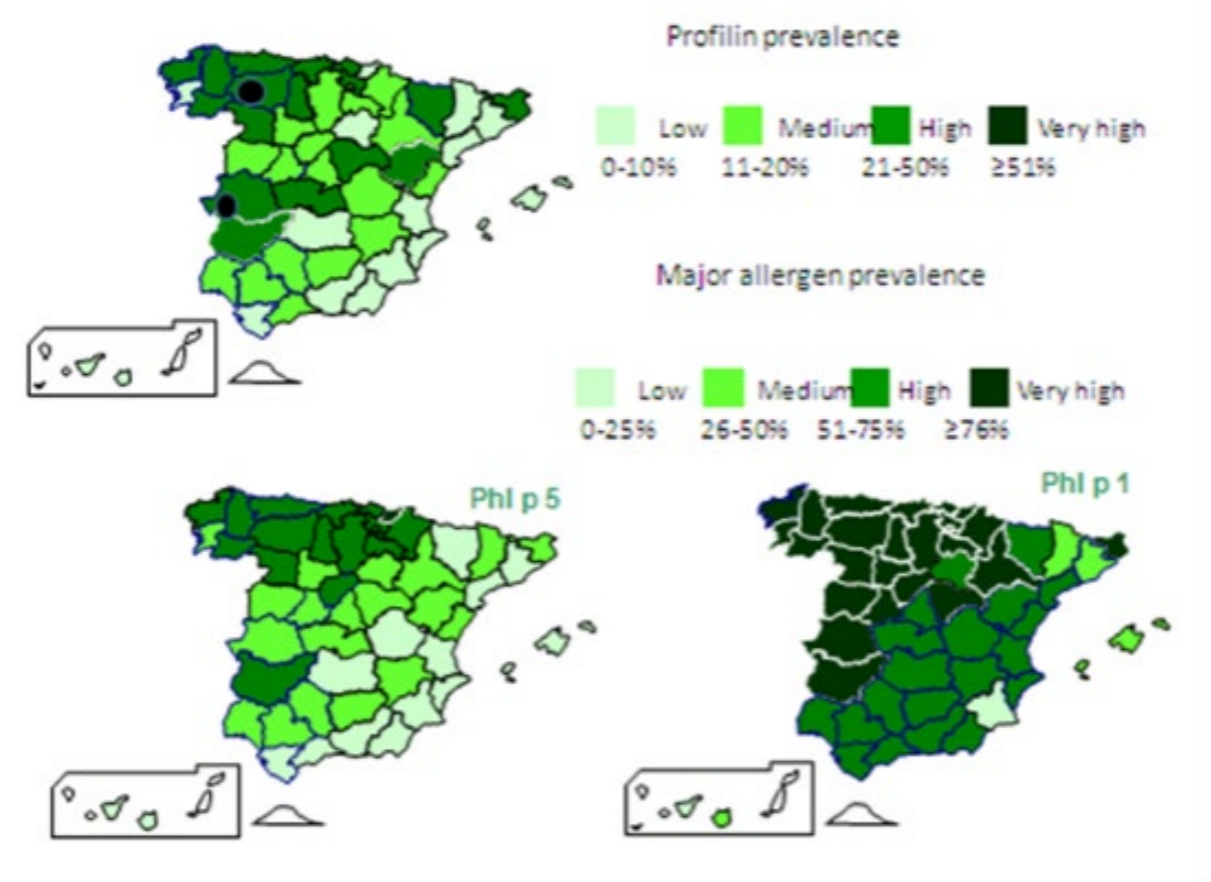 Profilin prevalence
Low Medium High Very high
0-10% 11-20% 21-50% ≥51%
Major allergen prevalence
Low Medium High Very high
0-25% 26-50% 51-75% ≥76%
Phl p 5
Phl p 1